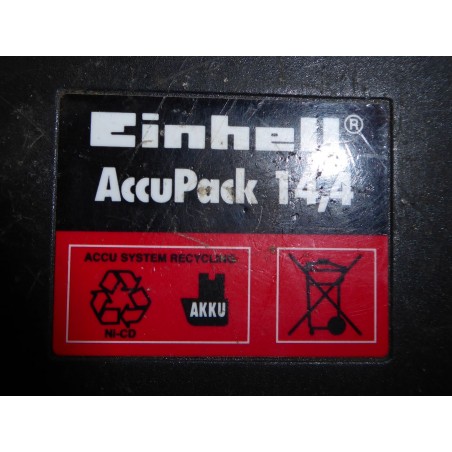 Einhell®
AccuPack 14,4
ACCU SYSTEM RECYCLING
AKKU
NI-CD